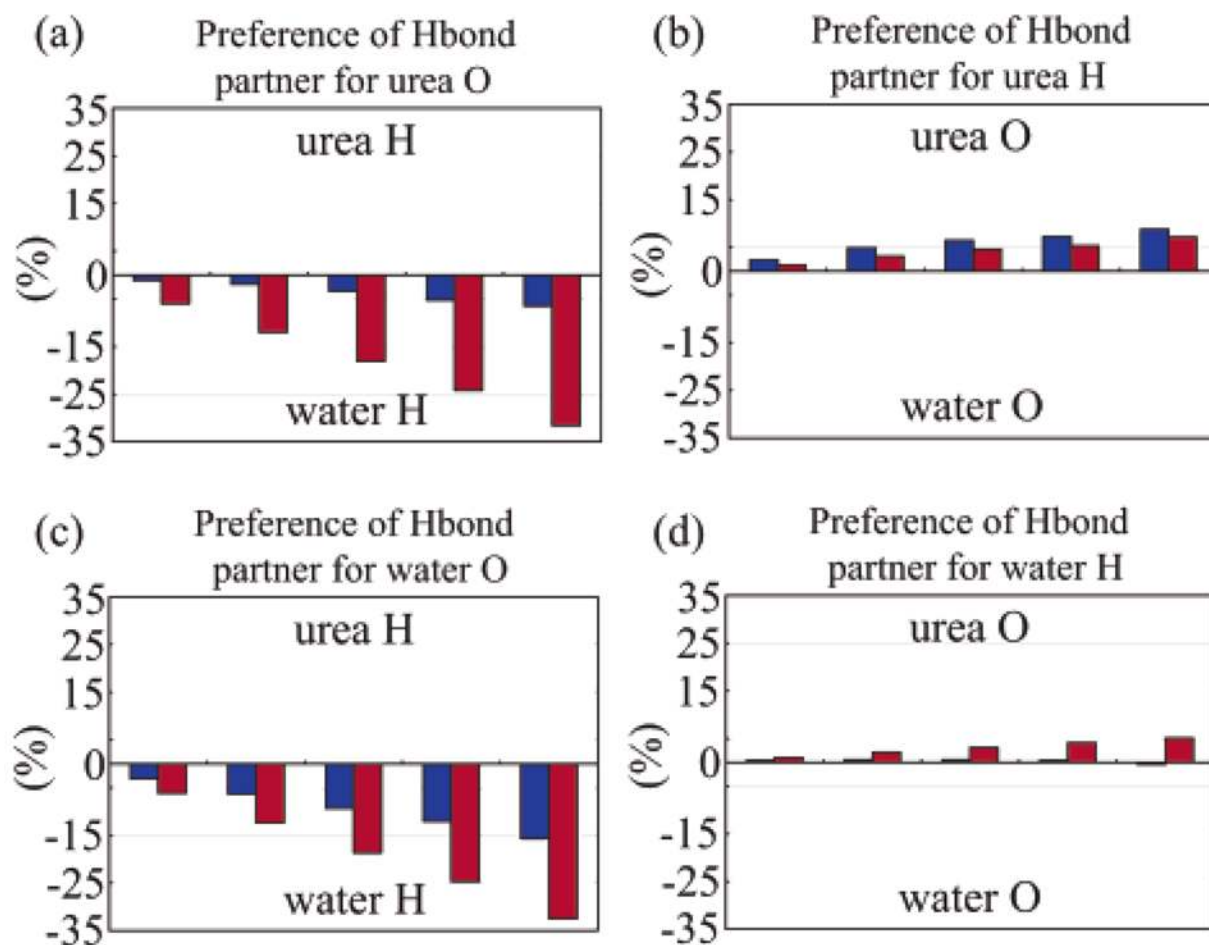 (a) Preference of Hbond
partner for urea O
35
urea H
25
15
0
(%)
-15
-25
water H
-35
(b) Preference of Hbond
partner for urea H
35
urea O
25
15
0
(%)
-15
-25
water O
-35
(c) Preference of Hbond
partner for water O
35
urea H
25
15
0
(%)
-15
-25
water H
-35
(d) Preference of Hbond
partner for water H
35
urea O
25
15
0
(%)
-15
-25
water O
-35